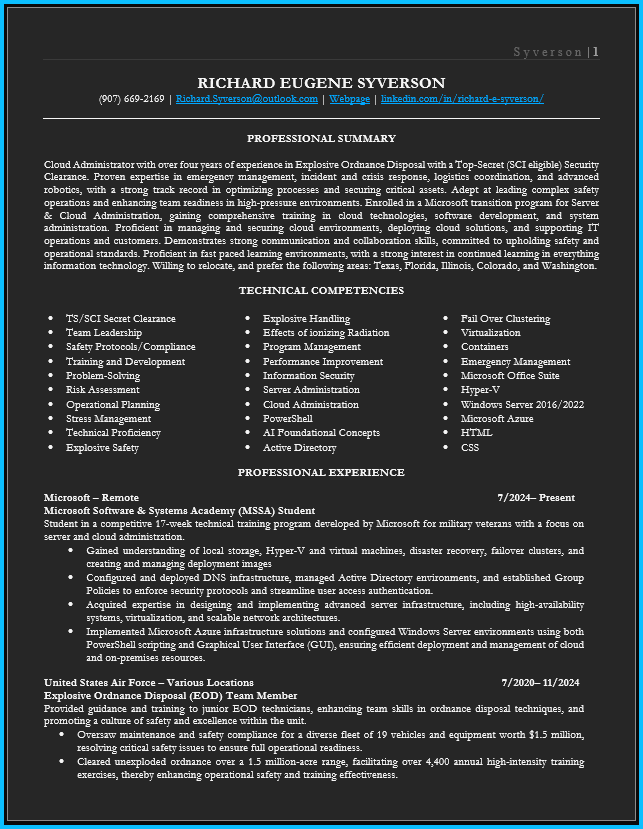 Syverson | 1
RICHARD EUGENE SYVERSON
(907) 669-2169 | Richard.Syverson@outlook.com | Webpage | linkedin.com/in/richard-e-syverson/
PROFESSIONAL SUMMARY
Cloud Administrator with over four years of experience in Explosive Ordnance Disposal with a Top-Secret (SCI eligible) Security
Clearance. Proven expertise in emergency management, incident and crisis response, logistics coordination, and advanced
robotics, with a strong track record in optimizing processes and securing critical assets. Adept at leading complex safety
operations and enhancing team readiness in high-pressure environments. Enrolled in a Microsoft transition program for Server
& Cloud Administration, gaining comprehensive training in cloud technologies, software development, and system
administration. Proficient in managing and securing cloud environments, deploying cloud solutions, and supporting IT
operations and customers. Demonstrates strong communication and collaboration skills, committed to upholding safety and
operational standards. Proficient in fast paced learning environments, with a strong interest in continued learning in everything
information technology. Willing to relocate, and prefer the following areas: Texas, Florida, Illinois, Colorado, and Washington.
TECHNICAL COMPETENCIES
• TS/SCI Secret Clearance
• Team Leadership
• Safety Protocols/Compliance
• Training and Development
• Problem-Solving
• Risk Assessment
• Operational Planning
• Stress Management
• Technical Proficiency
• Explosive Safety
• Explosive Handling
• Effects of ionizing Radiation
• Program Management
• Performance Improvement
• Information Security
• Server Administration
• Cloud Administration
• PowerShell
• AI Foundational Concepts
• Active Directory
• Pail Over Clustering
• Virtualization
• Containers
• Emergency Management
• Microsoft Office Suite
• Hyper-V
• Windows Server 2016/2022
• Microsoft Azure
• HTML
• CSS
PROFESSIONAL EXPERIENCE
Microsoft – Remote 7/2024– Present
Microsoft Software & Systems Academy (MSSA) Student
Student in a competitive 17-week technical training program developed by Microsoft for military veterans with a focus on
server and cloud administration.
• Gained understanding of local storage, Hyper-V and virtual machines, disaster recovery, failover clusters, and
creating and managing deployment images
• Configured and deployed DNS infrastructure, managed Active Directory environments, and established Group
Policies to enforce security protocols and streamline user access authentication.
• Acquired expertise in designing and implementing advanced server infrastructure, including high-availability
systems, virtualization, and scalable network architectures.
• Implemented Microsoft Azure infrastructure solutions and configured Windows Server environments using both
PowerShell scripting and Graphical User Interface (GUI), ensuring efficient deployment and management of cloud
and on-premises resources.
United States Air Force – Various Locations 7/2020– 11/2024
Explosive Ordnance Disposal (EOD) Team Member
Provided guidance and training to junior EOD technicians, enhancing team skills in ordnance disposal techniques, and
promoting a culture of safety and excellence within the unit.
• Oversaw maintenance and safety compliance for a diverse fleet of 19 vehicles and equipment worth $1.5 million,
resolving critical safety issues to ensure full operational readiness.
• Cleared unexploded ordnance over a 1.5 million-acre range, facilitating over 4,400 annual high-intensity training
exercises, thereby enhancing operational safety and training effectiveness.